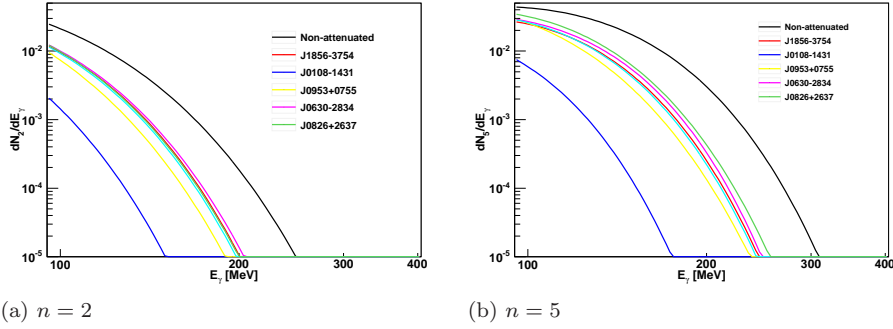 dN₂/dE_γ
10⁻²
10⁻³
10⁻⁴
10⁻⁵
Non-attenuated
J1856-3754
J0108-1431
J0953+0755
J0630-2834
J0826+2637
100 200 300 400
E_γ [MeV]
(a) n = 2
dN₅/dE_γ
10⁻²
10⁻³
10⁻⁴
10⁻⁵
Non-attenuated
J1856-3754
J0108-1431
J0953+0755
J0630-2834
J0826+2637
100 200 300 400
E_γ [MeV]
(b) n = 5